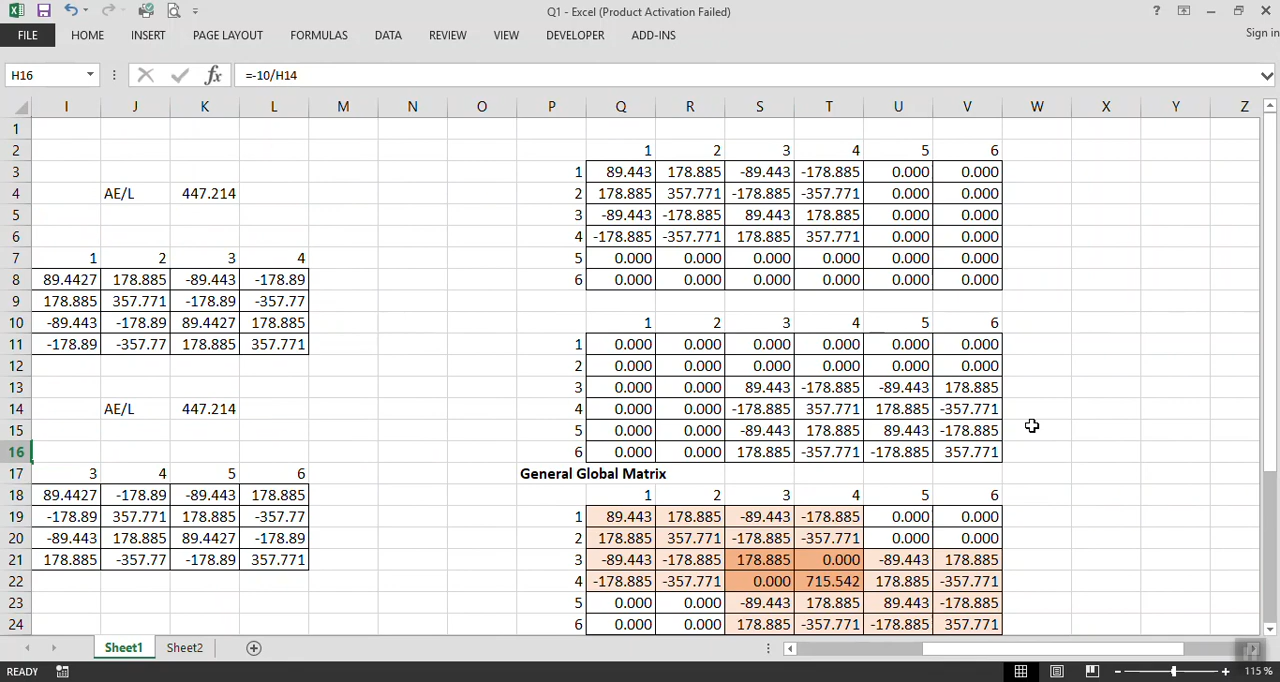 Q1 - Excel (Product Activation Failed)
?
FILE HOME INSERT PAGE LAYOUT FORMULAS DATA REVIEW VIEW DEVELOPER ADD-INS Sign in
H16 fx =-10/H14
I J K L M N O P Q R S T U V W X Y Z
1
2 1 2 3 4 5 6
3 1 89.443 178.885 -89.443 -178.885 0.000 0.000
4 AE/L 447.214 2 178.885 357.771 -178.885 -357.771 0.000 0.000
5 3 -89.443 -178.885 89.443 178.885 0.000 0.000
6 4 -178.885 -357.771 178.885 357.771 0.000 0.000
7 1 2 3 4 5 0.000 0.000 0.000 0.000 0.000 0.000
8 89.4427 178.885 -89.443 -178.89 6 0.000 0.000 0.000 0.000 0.000 0.000
9 178.885 357.771 -178.89 -357.77
10 -89.443 -178.89 89.4427 178.885 1 2 3 4 5 6
11 -178.89 -357.77 178.885 357.771 1 0.000 0.000 0.000 0.000 0.000 0.000
12 2 0.000 0.000 0.000 0.000 0.000 0.000
13 3 0.000 0.000 89.443 -178.885 -89.443 178.885
14 AE/L 447.214 4 0.000 0.000 -178.885 357.771 178.885 -357.771
15 5 0.000 0.000 -89.443 178.885 89.443 -178.885
16 6 0.000 0.000 178.885 -357.771 -178.885 357.771
17 3 4 5 6 General Global Matrix
18 89.4427 -178.89 -89.443 178.885 1 2 3 4 5 6
19 -178.89 357.771 178.885 -357.77 1 89.443 178.885 -89.443 -178.885 0.000 0.000
20 -89.443 178.885 89.4427 -178.89 2 178.885 357.771 -178.885 -357.771 0.000 0.000
21 178.885 -357.77 -178.89 357.771 3 -89.443 -178.885 178.885 0.000 -89.443 178.885
22 4 -178.885 -357.771 0.000 715.542 178.885 -357.771
23 5 0.000 0.000 -89.443 178.885 89.443 -178.885
24 6 0.000 0.000 178.885 -357.771 -178.885 357.771
Sheet1 Sheet2
READY 115 %